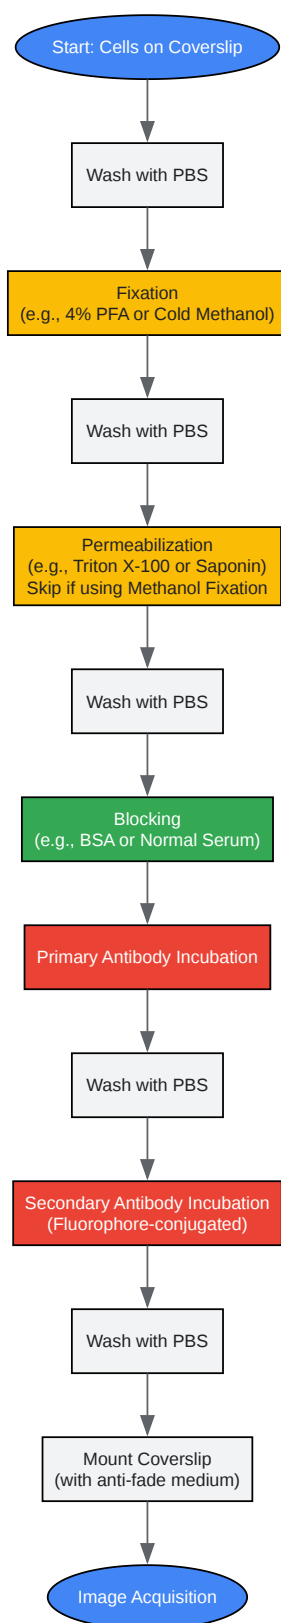 Start: Cells on Coverslip
Wash with PBS
Fixation
(e.g., 4% PFA or Cold Methanol)
Wash with PBS
Permeabilization
(e.g., Triton X-100 or Saponin)
Skip if using Methanol Fixation
Wash with PBS
Blocking
(e.g., BSA or Normal Serum)
Primary Antibody Incubation
Wash with PBS
Secondary Antibody Incubation
(Fluorophore-conjugated)
Wash with PBS
Mount Coverslip
(with anti-fade medium)
Image Acquisition